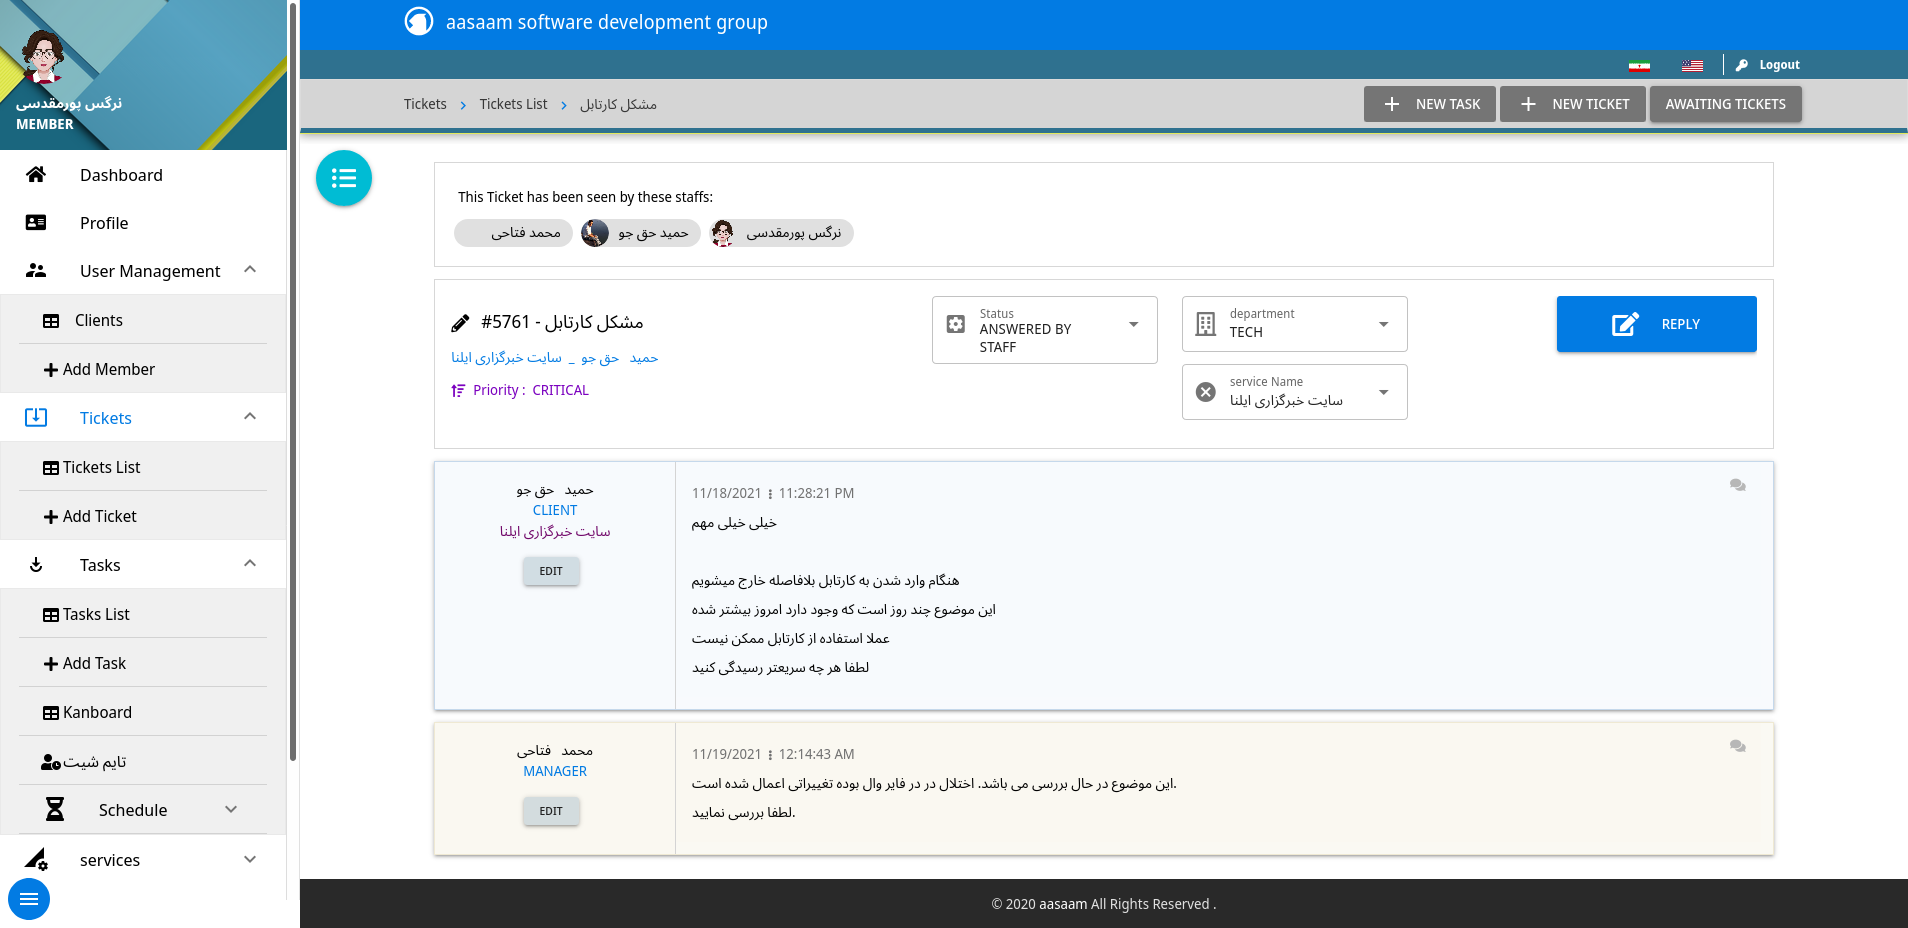 نرگس پورمقدسی
MEMBER
Dashboard
Profile
User Management
Clients
Add Member
Tickets
Tickets List
Add Ticket
Tasks
Tasks List
Add Task
Kanboard
تایم شیت
Schedule
services
aasaam software development group
Logout
Tickets › Tickets List › مشکل کارتابل
NEW TASK
NEW TICKET
AWAITING TICKETS
This Ticket has been seen by these staffs:
محمد فتاحی
حمید حق جو
نرگس پورمقدسی
#5761 - مشکل کارتابل
حمید حق جو _ سایت خبرگزاری ایلنا
Priority : CRITICAL
Status
ANSWERED BY
STAFF
department
TECH
service Name
سایت خبرگزاری ایلنا
REPLY
حمید حق جو
CLIENT
سایت خبرگزاری ایلنا
EDIT
11/18/2021 ⋮ 11:28:21 PM
خیلی خیلی مهم
هنگام وارد شدن به کارتابل بلافاصله خارج میشویم
این موضوع چند روز است که وجود دارد امروز بیشتر شده
عملا استفاده از کارتابل ممکن نیست
لطفا هر چه سریعتر رسیدگی کنید
محمد فتاحی
MANAGER
EDIT
11/19/2021 ⋮ 12:14:43 AM
این موضوع در حال بررسی می باشد. اختلال در در فایر وال بوده تغییراتی اعمال شده است.
لطفا بررسی نمایید.
© 2020 aasaam All Rights Reserved .